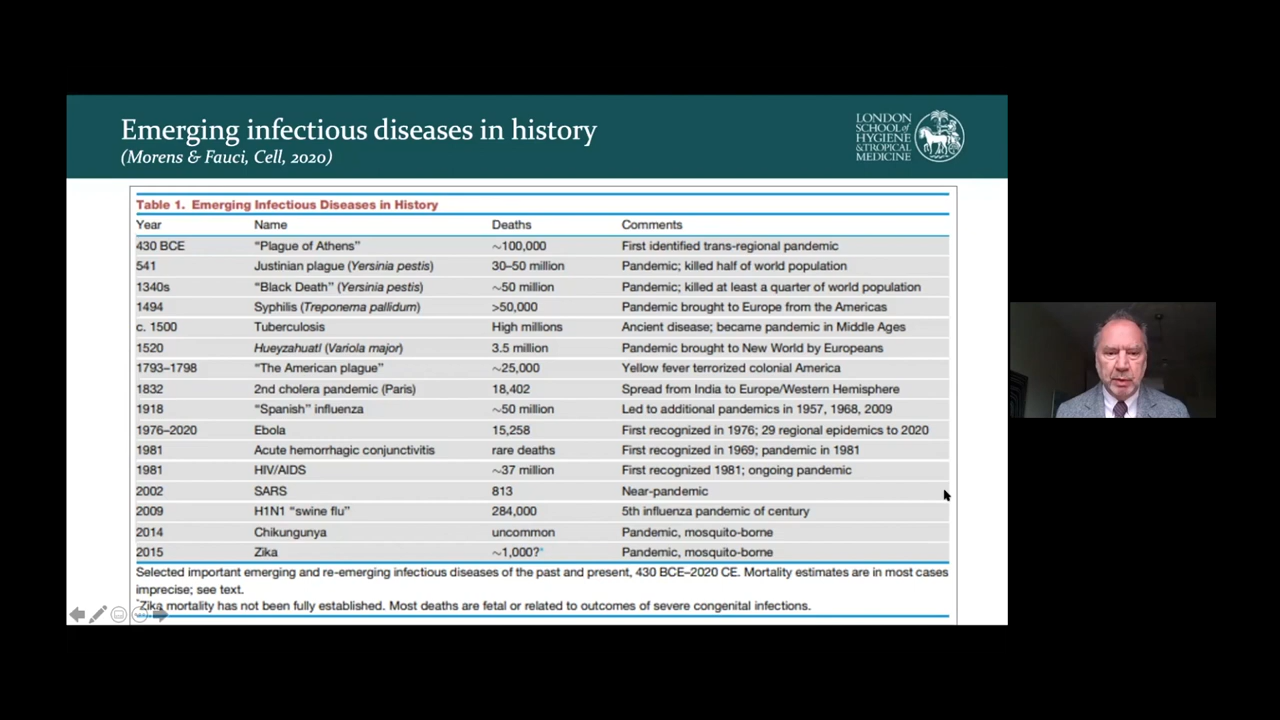 Emerging infectious diseases in history
(Morens & Fauci, Cell, 2020)
LONDON
SCHOOL of
HYGIENE
& TROPICAL
MEDICINE
Table 1. Emerging Infectious Diseases in History
Year Name Deaths Comments
430 BCE "Plague of Athens" ~100,000 First identified trans-regional pandemic
541 Justinian plague (Yersinia pestis) 30–50 million Pandemic; killed half of world population
1340s "Black Death" (Yersinia pestis) ~50 million Pandemic; killed at least a quarter of world population
1494 Syphilis (Treponema pallidum) >50,000 Pandemic brought to Europe from the Americas
c. 1500 Tuberculosis High millions Ancient disease; became pandemic in Middle Ages
1520 Hueyzahuatl (Variola major) 3.5 million Pandemic brought to New World by Europeans
1793–1798 "The American plague" ~25,000 Yellow fever terrorized colonial America
1832 2nd cholera pandemic (Paris) 18,402 Spread from India to Europe/Western Hemisphere
1918 "Spanish" influenza ~50 million Led to additional pandemics in 1957, 1968, 2009
1976–2020 Ebola 15,258 First recognized in 1976; 29 regional epidemics to 2020
1981 Acute hemorrhagic conjunctivitis rare deaths First recognized in 1969; pandemic in 1981
1981 HIV/AIDS ~37 million First recognized 1981; ongoing pandemic
2002 SARS 813 Near-pandemic
2009 H1N1 "swine flu" 284,000 5th influenza pandemic of century
2014 Chikungunya uncommon Pandemic, mosquito-borne
2015 Zika ~1,000?* Pandemic, mosquito-borne
Selected important emerging and re-emerging infectious diseases of the past and present, 430 BCE–2020 CE. Mortality estimates are in most cases
imprecise; see text.
*Zika mortality has not been fully established. Most deaths are fetal or related to outcomes of severe congenital infections.